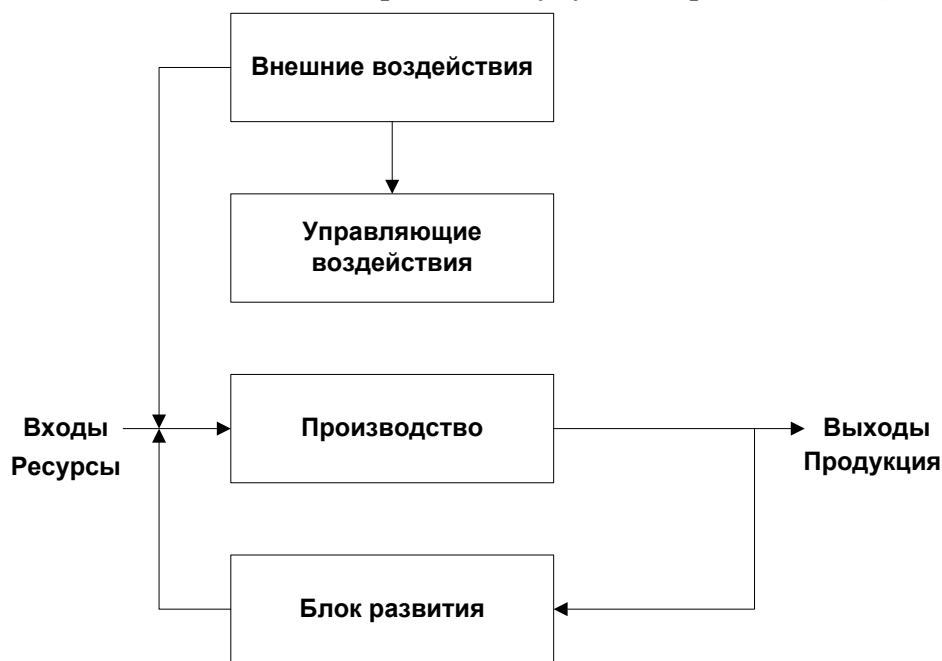 Внешние воздействия
Управляющие
воздействия
Входы
Ресурсы
Производство
Выходы
Продукция
Блок развития